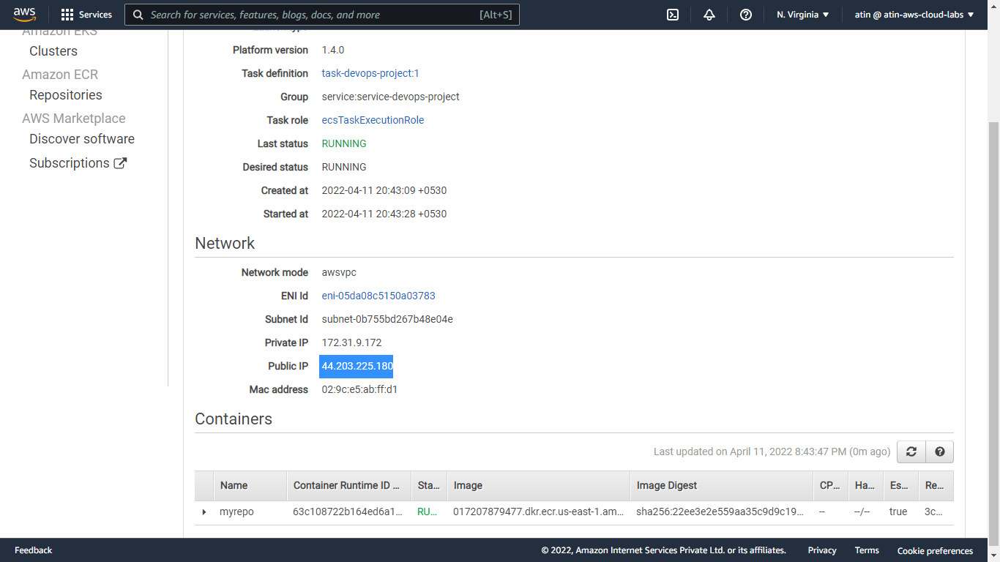 aws Services Search for services, features, blogs, docs, and more [Alt+S] N. Virginia ▼ atin @ atin-aws-cloud-labs ▼
Amazon EKS
Clusters
Amazon ECR
Repositories
AWS Marketplace
Discover software
Subscriptions
Platform version 1.4.0
Task definition task-devops-project:1
Group service:service-devops-project
Task role ecsTaskExecutionRole
Last status RUNNING
Desired status RUNNING
Created at 2022-04-11 20:43:09 +0530
Started at 2022-04-11 20:43:28 +0530
Network
Network mode awsvpc
ENI Id eni-05da08c5150a03783
Subnet Id subnet-0b755bd267b48e04e
Private IP 172.31.9.172
Public IP 44.203.225.180
Mac address 02:9c:e5:ab:ff:d1
Containers
Last updated on April 11, 2022 8:43:47 PM (0m ago)
Name Container Runtime ID ... Sta... Image Image Digest CP... Ha... Es... Re...
myrepo 63c108722b164ed6a1... RU... 017207879477.dkr.ecr.us-east-1.am... sha256:22ee3e2e559aa35c9d9c19... -- --/-- true 3c...
Feedback © 2022, Amazon Internet Services Private Ltd. or its affiliates. Privacy Terms Cookie preferences